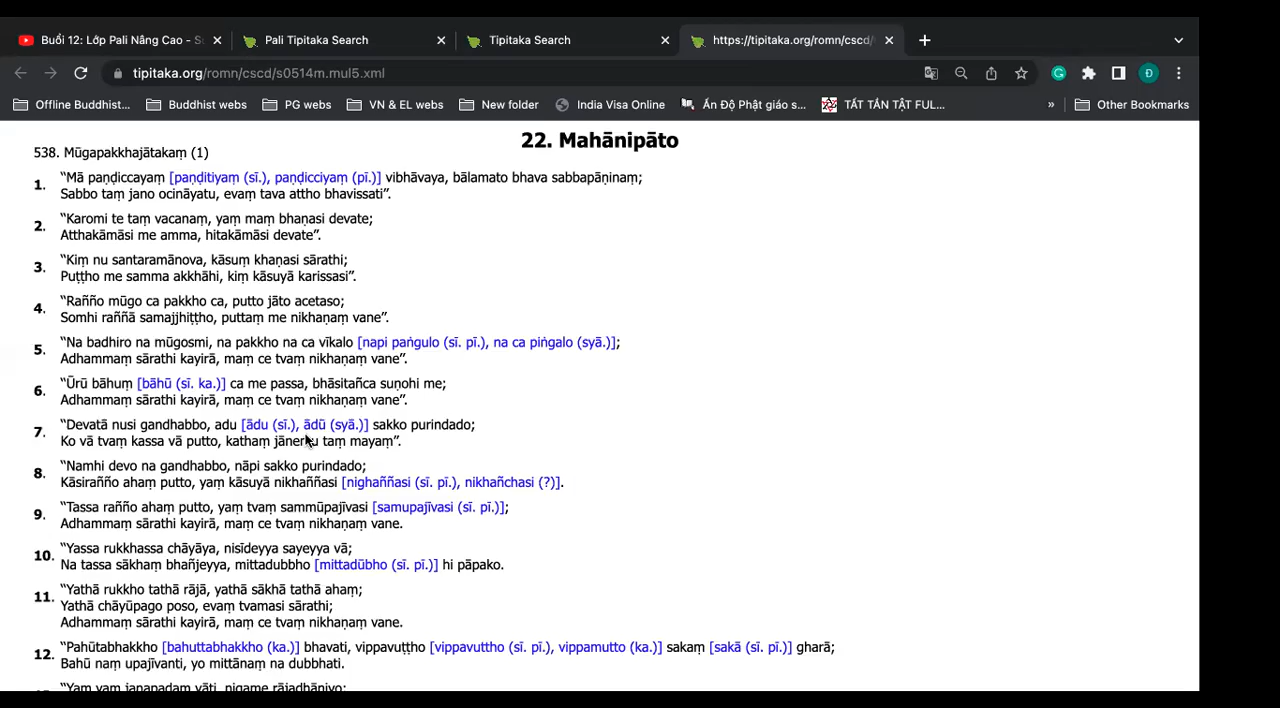 Buổi 12: Lớp Pali Nâng Cao - S
Pali Tipitaka Search
Tipitaka Search
https://tipitaka.org/romn/cscd/
tipitaka.org/romn/cscd/s0514m.mul5.xml
Offline Buddhist...
Buddhist webs
PG webs
VN & EL webs
New folder
India Visa Online
Ấn Độ Phật giáo s...
TẤT TẦN TẬT FUL...
»
Other Bookmarks
22. Mahānipāto
538. Mūgapakkhajātakaṃ (1)
1. “Mā paṇḍiccayaṃ [paṇḍitiyaṃ (sī.), paṇḍicciyaṃ (pī.)] vibhāvaya, bālamato bhava sabbapāṇinaṃ;
Sabbo taṃ jano ocināyatu, evaṃ tava attho bhavissati”.
2. “Karomi te taṃ vacanaṃ, yaṃ maṃ bhaṇasi devate;
Atthakāmāsi me amma, hitakāmāsi devate”.
3. “Kiṃ nu santaramānova, kāsuṃ khaṇasi sārathi;
Puṭṭho me samma akkhāhi, kiṃ kāsuyā karissasi”.
4. “Rañño mūgo ca pakkho ca, putto jāto acetaso;
Somhi raññā samajjhiṭṭho, puttaṃ me nikhaṇaṃ vane”.
5. “Na badhiro na mūgosmi, na pakkho na ca vīkalo [napi paṅgulo (sī. pī.), na ca piṅgalo (syā.)];
Adhammaṃ sārathi kayirā, maṃ ce tvaṃ nikhaṇaṃ vane”.
6. “Ūrū bāhuṃ [bāhū (sī. ka.)] ca me passa, bhāsitañca suṇohi me;
Adhammaṃ sārathi kayirā, maṃ ce tvaṃ nikhaṇaṃ vane”.
7. “Devatā nusi gandhabbo, adu [ādu (sī.), ādū (syā.)] sakko purindado;
Ko vā tvaṃ kassa vā putto, kathaṃ jānemu taṃ mayaṃ”.
8. “Namhi devo na gandhabbo, nāpi sakko purindado;
Kāsirañño ahaṃ putto, yaṃ kāsuyā nikhaññasi [nighaññasi (sī. pī.), nikhañchasi (?)].
9. “Tassa rañño ahaṃ putto, yaṃ tvaṃ sammūpajīvasi [samupajīvasi (sī. pī.)];
Adhammaṃ sārathi kayirā, maṃ ce tvaṃ nikhaṇaṃ vane.
10. “Yassa rukkhassa chāyāya, nisīdeyya sayeyya vā;
Na tassa sākhaṃ bhañjeyya, mittadubbho [mittadūbho (sī. pī.)] hi pāpako.
11. “Yathā rukkho tathā rājā, yathā sākhā tathā ahaṃ;
Yathā chāyūpago poso, evaṃ tvamasi sārathi;
Adhammaṃ sārathi kayirā, maṃ ce tvaṃ nikhaṇaṃ vane.
12. “Pahūtabhakkho [bahuttabhakkho (ka.)] bhavati, vippavuṭṭho [vippavuttho (sī. pī.), vippamutto (ka.)] sakaṃ [sakā (sī. pī.)] gharā;
Bahū naṃ upajīvanti, yo mittānaṃ na dubbhati.
“Yaṃ yaṃ janapadaṃ yāti, nigame rājadhāniyo;